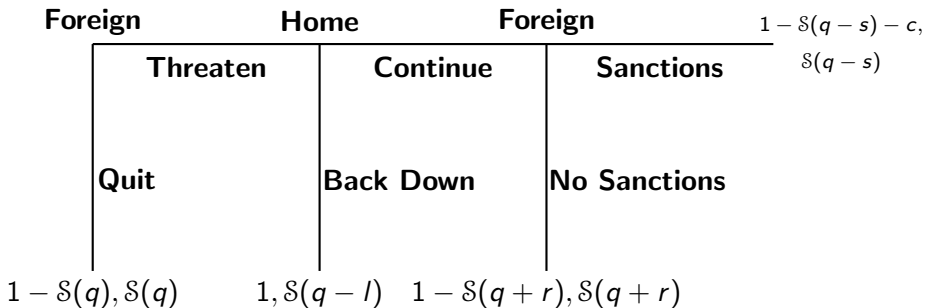 Foreign Home Foreign 1 − 𝒮(q − s) − c,
Threaten Continue Sanctions 𝒮(q − s)
Quit Back Down No Sanctions
1 − 𝒮(q), 𝒮(q) 1, 𝒮(q − l) 1 − 𝒮(q + r), 𝒮(q + r)